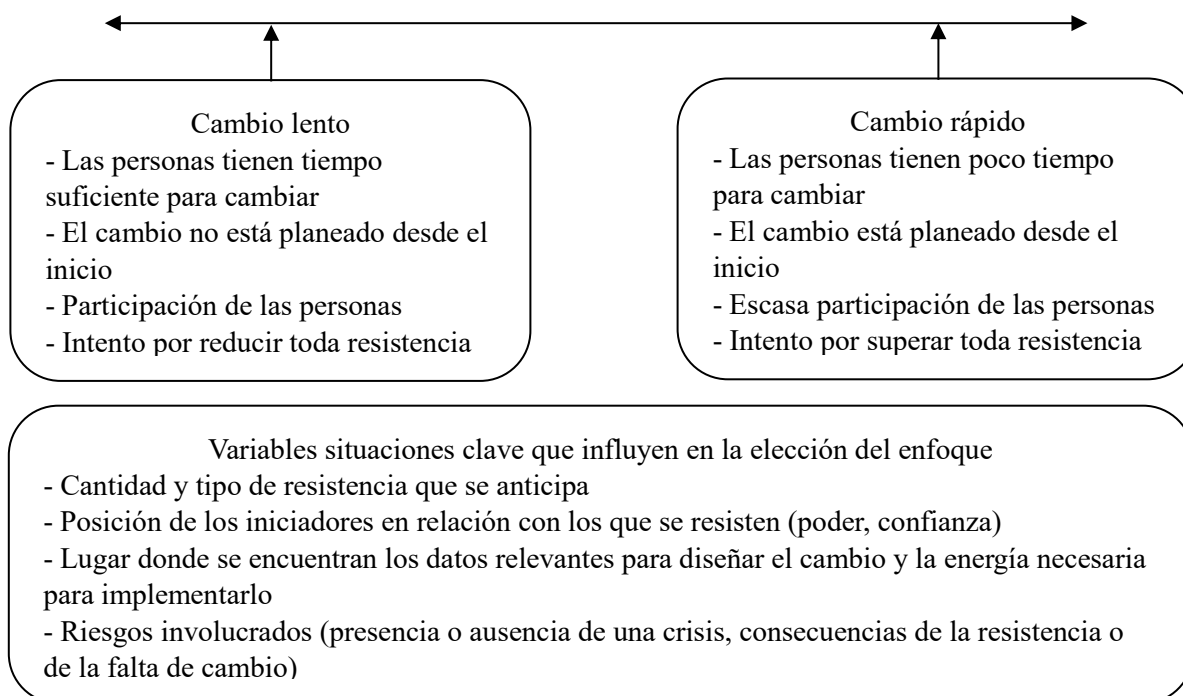 Cambio lento
- Las personas tienen tiempo
suficiente para cambiar
- El cambio no está planeado desde el
inicio
- Participación de las personas
- Intento por reducir toda resistencia
Cambio rápido
- Las personas tienen poco tiempo
para cambiar
- El cambio está planeado desde el
inicio
- Escasa participación de las personas
- Intento por superar toda resistencia
Variables situaciones clave que influyen en la elección del enfoque
- Cantidad y tipo de resistencia que se anticipa
- Posición de los iniciadores en relación con los que se resisten (poder, confianza)
- Lugar donde se encuentran los datos relevantes para diseñar el cambio y la energía necesaria
para implementarlo
- Riesgos involucrados (presencia o ausencia de una crisis, consecuencias de la resistencia o
de la falta de cambio)